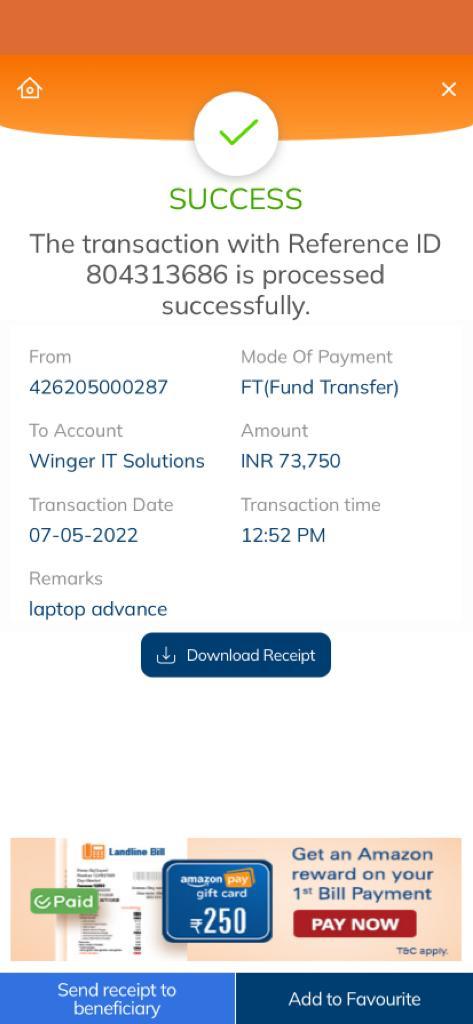 SUCCESS
The transaction with Reference ID
804313686 is processed
successfully.
From
Mode Of Payment
426205000287
FT(Fund Transfer)
To Account
Amount
Winger IT Solutions
INR 73,750
Transaction Date
Transaction time
07-05-2022
12:52 PM
Remarks
laptop advance
Download Receipt
Landline Bill
Paid
amazon pay
gift card
₹250
Get an Amazon
reward on your
1st Bill Payment
PAY NOW
T&C apply.
Send receipt to
beneficiary
Add to Favourite